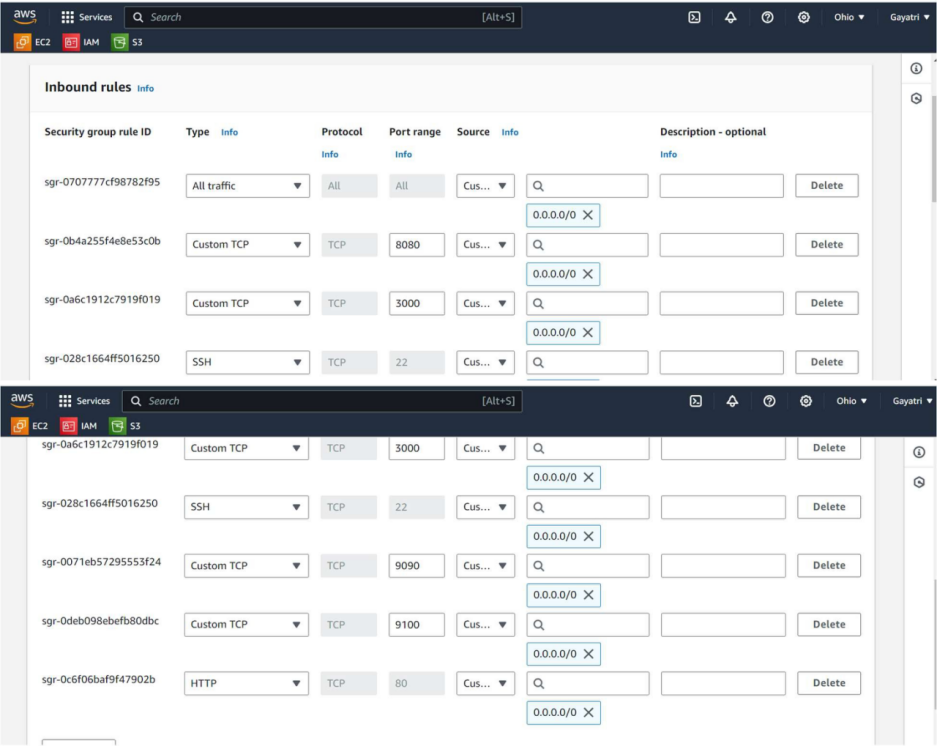 aws Services Search [Alt+S] Ohio Gayatri
EC2 IAM S3
Inbound rules Info
Security group rule ID Type Info Protocol Port range Source Info Description - optional
Info Info Info
sgr-0707777cf98782f95 All traffic All All Cus... Delete
0.0.0.0/0
sgr-0b4a255f4e8e53c0b Custom TCP TCP 8080 Cus... Delete
0.0.0.0/0
sgr-0a6c1912c7919f019 Custom TCP TCP 3000 Cus... Delete
0.0.0.0/0
sgr-028c1664ff5016250 SSH TCP 22 Cus... Delete
aws Services Search [Alt+S] Ohio Gayatri
EC2 IAM S3
sgr-0a6c1912c7919f019 Custom TCP TCP 3000 Cus... Delete
0.0.0.0/0
sgr-028c1664ff5016250 SSH TCP 22 Cus... Delete
0.0.0.0/0
sgr-0071eb57295553f24 Custom TCP TCP 9090 Cus... Delete
0.0.0.0/0
sgr-0deb098ebefb80dbc Custom TCP TCP 9100 Cus... Delete
0.0.0.0/0
sgr-0c6f06baf9f47902b HTTP TCP 80 Cus... Delete
0.0.0.0/0